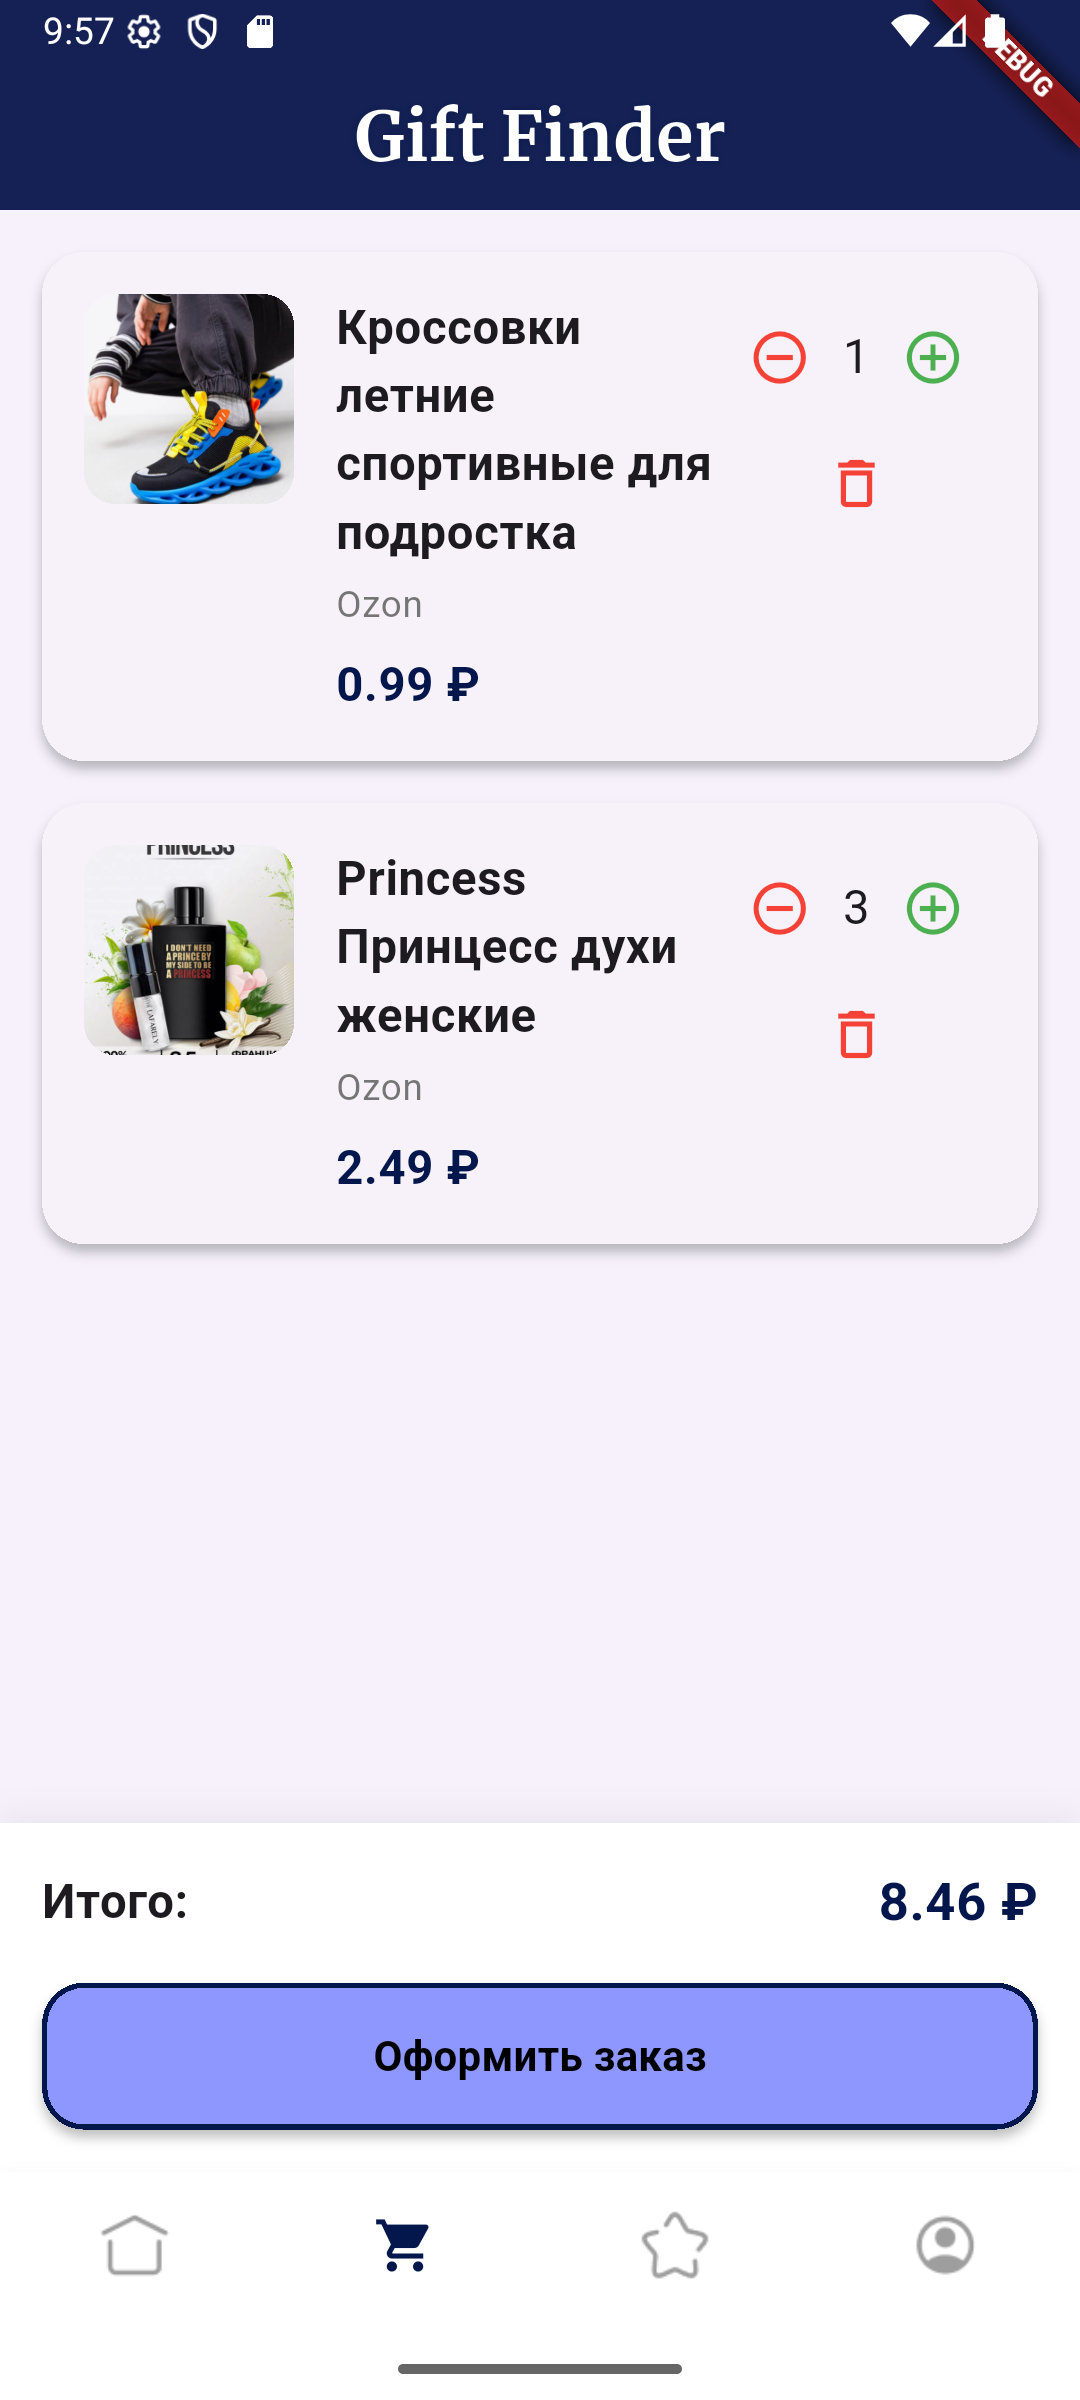 9:57
DEBUG
Gift Finder
Кроссовки
летние
спортивные для
подростка
1
Ozon
0.99 ₽
PRINCESS
I DON'T NEED
A PRINCE BY
MY SIDE TO BE
A PRINCESS
Princess
Принцесс духи
женские
3
Ozon
2.49 ₽
Итого:
8.46 ₽
Оформить заказ